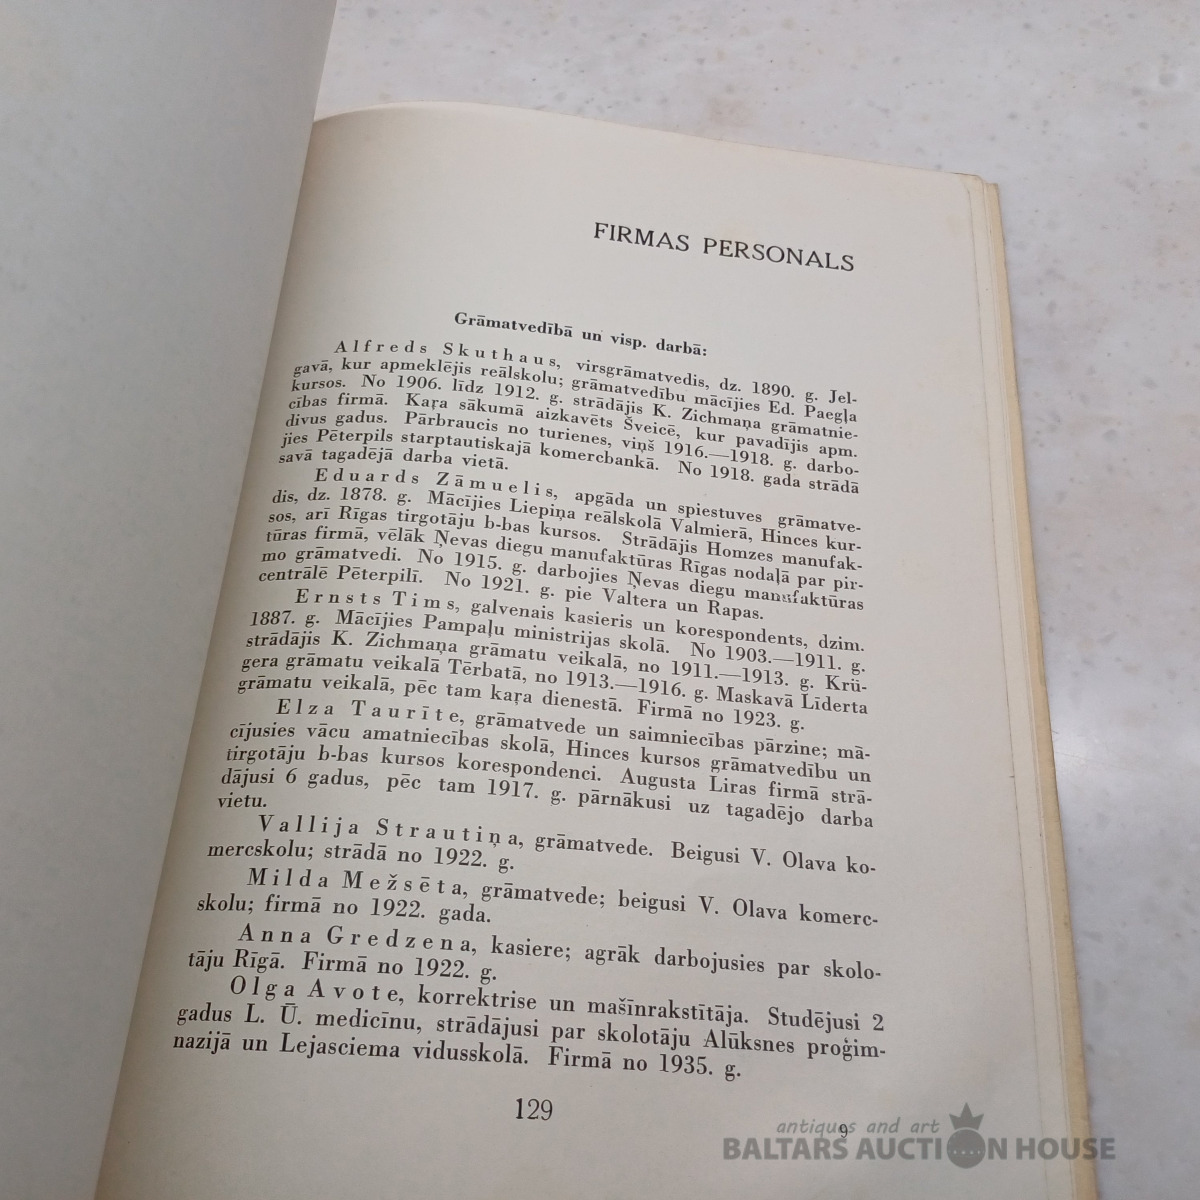 FIRMAS PERSONALS
Grāmatvedībā un visp. darbā:
Alfreds Skuthaus, virsgrāmatvedis, dz. 1890. g. Jel-
gavā, kur apmeklējis reālskolu; grāmatvedību mācījies Ed. Paegļa
kursos. No 1906. līdz 1912. g. strādājis K. Zichmaņa grāmatnie-
cības firmā. Kaŗa sākumā aizkavēts Šveicē, kur pavadījis apm.
divus gadus. Pārbraucis no turienes, viņš 1916.—1918. g. darbo-
jies Pēterpils starptautiskajā komercbankā. No 1918. gada strādā
savā tagadējā darba vietā.
Eduards Zāmuelis, apgāda un spiestuves grāmatve-
dis, dz. 1878. g. Mācījies Liepiņa reālskolā Valmierā, Hinces kur-
sos, arī Rīgas tirgotāju b-bas kursos. Strādājis Homzes manufak-
tūras firmā, vēlāk Ņevas diegu manufaktūras Rīgas nodaļā par pir-
mo grāmatvedi. No 1915. g. darbojies Ņevas diegu manufaktūras
centrālē Pēterpilī. No 1921. g. pie Valtera un Rapas.
Ernsts Tims, galvenais kasieris un korespondents, dzim.
1887. g. Mācījies Pampaļu ministrijas skolā. No 1903.—1911. g.
strādājis K. Zichmaņa grāmatu veikalā, no 1911.—1913. g. Krü-
gera grāmatu veikalā Tērbatā, no 1913.—1916. g. Maskavā Līderta
grāmatu veikalā, pēc tam kaŗa dienestā. Firmā no 1923. g.
Elza Taurīte, grāmatvede un saimniecības pārzine; mā-
cījusies vācu amatniecības skolā, Hinces kursos grāmatvedību un
tirgotāju b-bas kursos korespondenci. Augusta Liras firmā strā-
dājusi 6 gadus, pēc tam 1917. g. pārnākusi uz tagadējo darba
vietu.
Vallija Strautiņa, grāmatvede. Beigusi V. Olava ko-
mercskolu; strādā no 1922. g.
Milda Mežsēta, grāmatvede; beigusi V. Olava komerc-
skolu; firmā no 1922. gada.
Anna Gredzena, kasiere; agrāk darbojusies par skolo-
tāju Rīgā. Firmā no 1922. g.
Olga Avote, korrektrise un mašīnrakstītāja. Studējusi 2
gadus L. Ū. medicīnu, strādājusi par skolotāju Alūksnes proģim-
nazijā un Lejasciema vidusskolā. Firmā no 1935. g.
129
9
antiques and art
BALTARS AUCTION HOUSE